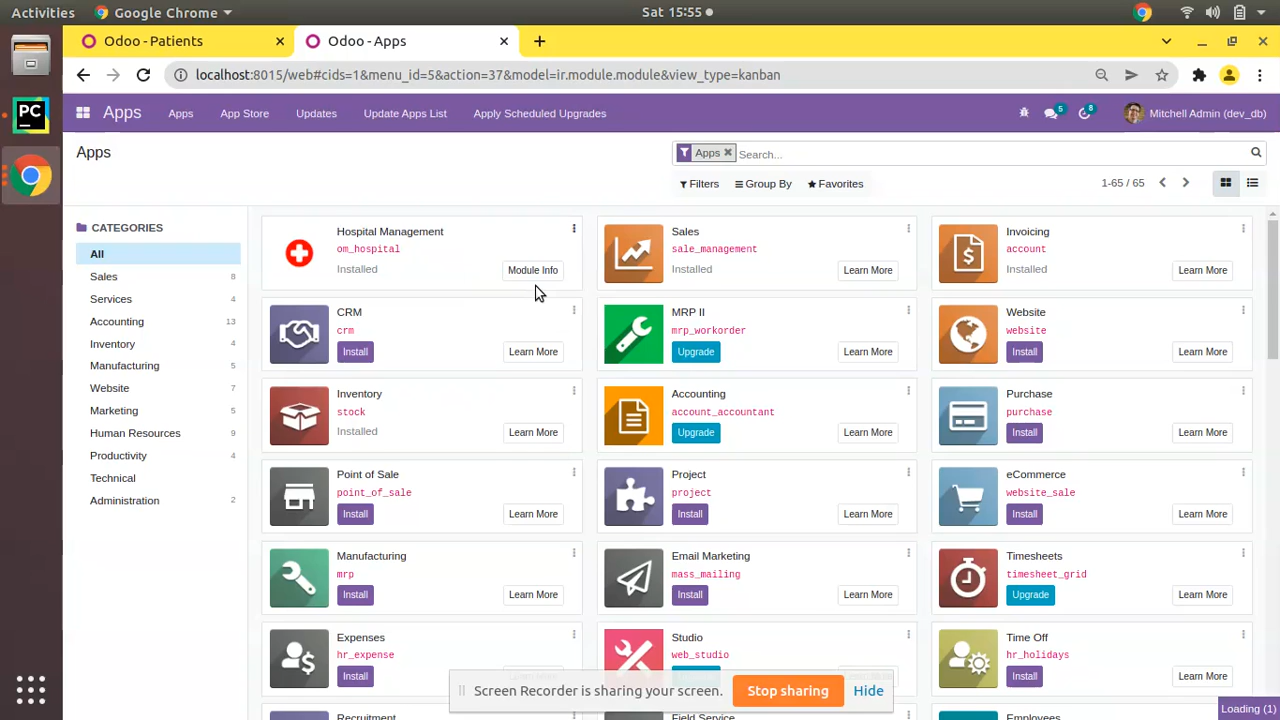 Activities
Google Chrome
Sat 15:55
Odoo - Patients
Odoo - Apps
localhost:8015/web#cids=1&menu_id=5&action=37&model=ir.module.module&view_type=kanban
Apps
Apps
App Store
Updates
Update Apps List
Apply Scheduled Upgrades
5
8
Mitchell Admin (dev_db)
Apps
Apps
Search...
Filters
Group By
Favorites
1-65 / 65
CATEGORIES
All
Sales 8
Services 4
Accounting 13
Inventory 4
Manufacturing 5
Website 7
Marketing 5
Human Resources 9
Productivity 4
Technical
Administration 2
Hospital Management
om_hospital
Installed
Module Info
Sales
sale_management
Installed
Learn More
Invoicing
account
Installed
Learn More
CRM
crm
Install
Learn More
MRP II
mrp_workorder
Upgrade
Learn More
Website
website
Install
Learn More
Inventory
stock
Installed
Learn More
Accounting
account_accountant
Upgrade
Learn More
Purchase
purchase
Install
Learn More
Point of Sale
point_of_sale
Install
Learn More
Project
project
Install
Learn More
eCommerce
website_sale
Install
Learn More
Manufacturing
mrp
Install
Learn More
Email Marketing
mass_mailing
Install
Learn More
Timesheets
timesheet_grid
Upgrade
Learn More
Expenses
hr_expense
Install
Studio
web_studio
Time Off
hr_holidays
Install
Learn More
Recruitment
Field Service
Employees
PC
Screen Recorder is sharing your screen.
Stop sharing
Hide
Loading (1)